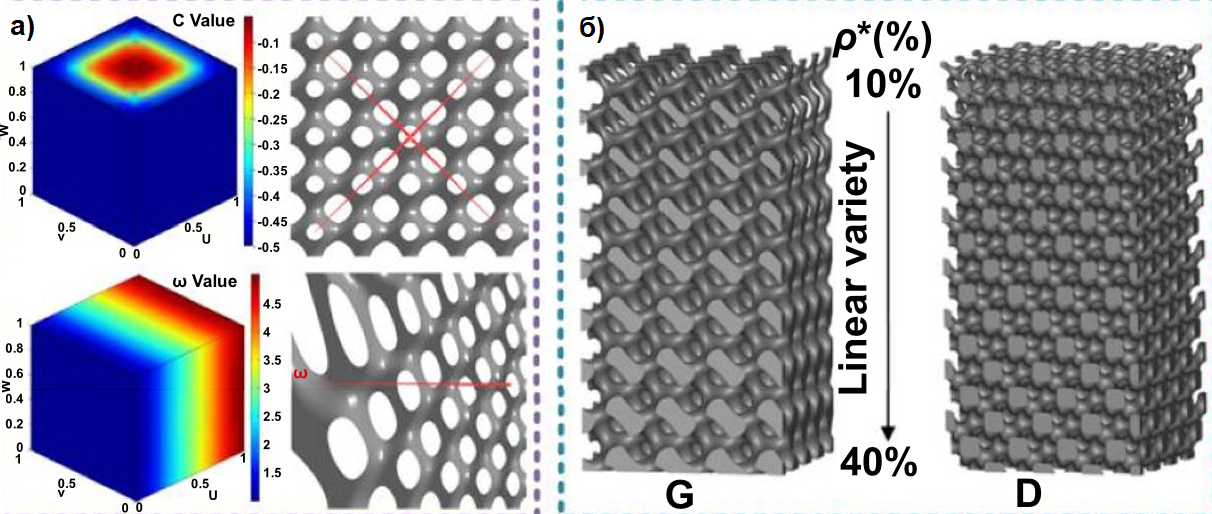 а)
C Value
-0.1
-0.15
-0.2
-0.25
-0.3
-0.35
-0.4
-0.45
-0.5
1
0.8
0.6
0.4
0.2
0
W
1
0.5
V
0 0
0.5
U
1
ω Value
4.5
4
3.5
3
2.5
2
1.5
1
0.8
0.6
0.4
0.2
0
W
1
0.5
V
0 0
0.5
U
1
ω
б)
ρ*(%)
10%
Linear variety
40%
G
D